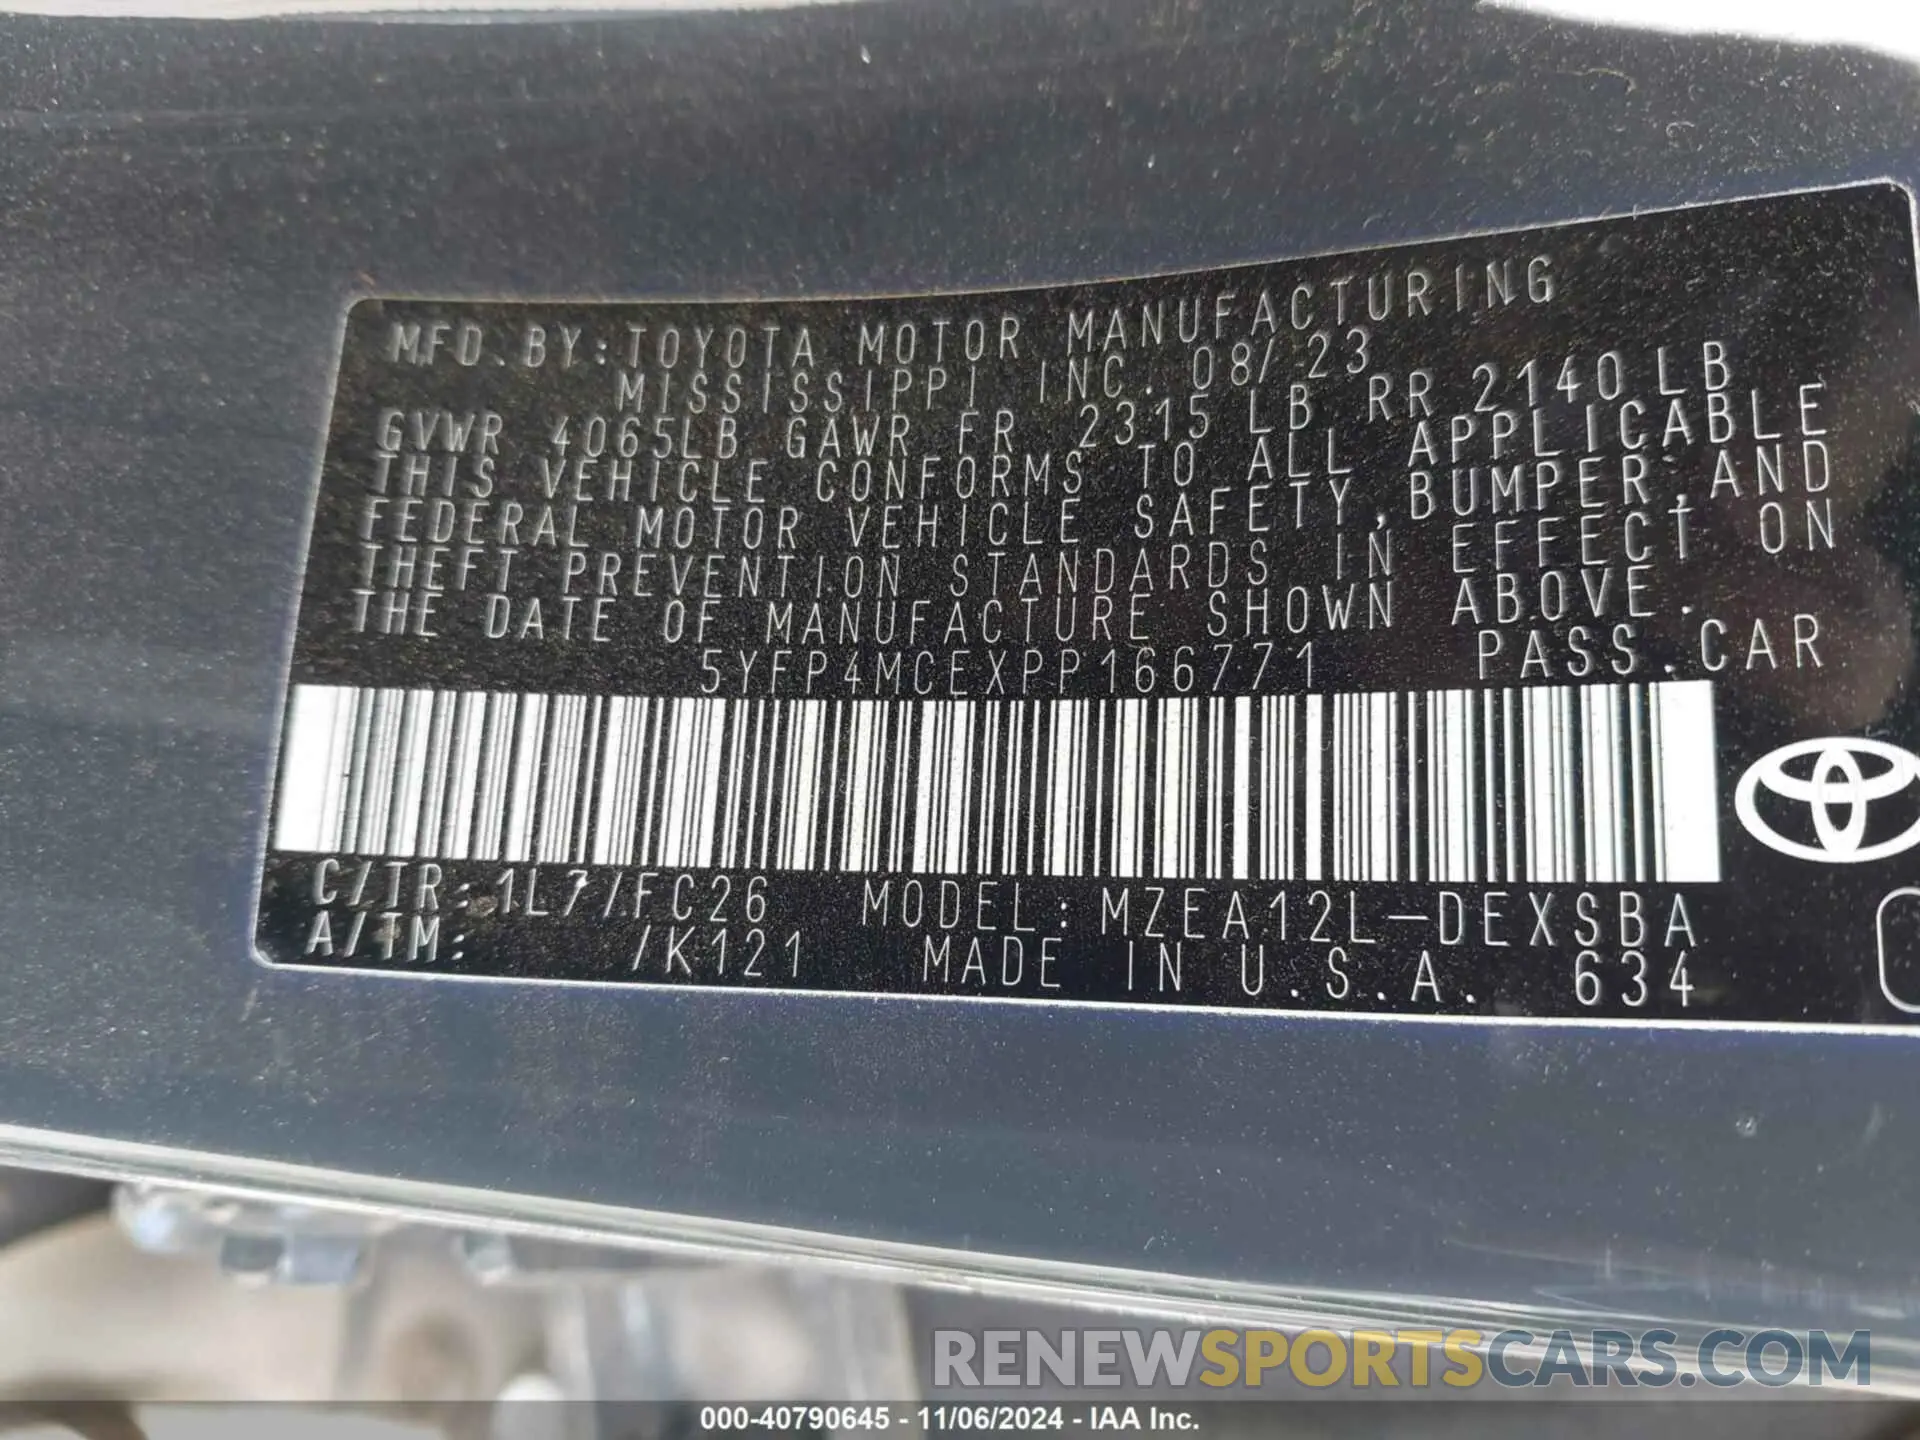 MFD. BY: TOYOTA MOTOR MANUFACTURING
MISSISSIPPI INC. 08/23
GVWR 4065LB GAWR FR 2315 LB RR 2140 LB
THIS VEHICLE CONFORMS TO ALL APPLICABLE
FEDERAL MOTOR VEHICLE SAFETY, BUMPER, AND
THEFT PREVENTION STANDARDS IN EFFECT ON
THE DATE OF MANUFACTURE SHOWN ABOVE.
5YFP4MCEXPP166771 PASS. CAR
C/TR: 1L7/FC26 MODEL: MZEA12L-DEXSBA
A/TM: /K121 MADE IN U.S.A. 634
RENEWSPORTSCARS.COM
000-40790645 - 11/06/2024 - IAA Inc.